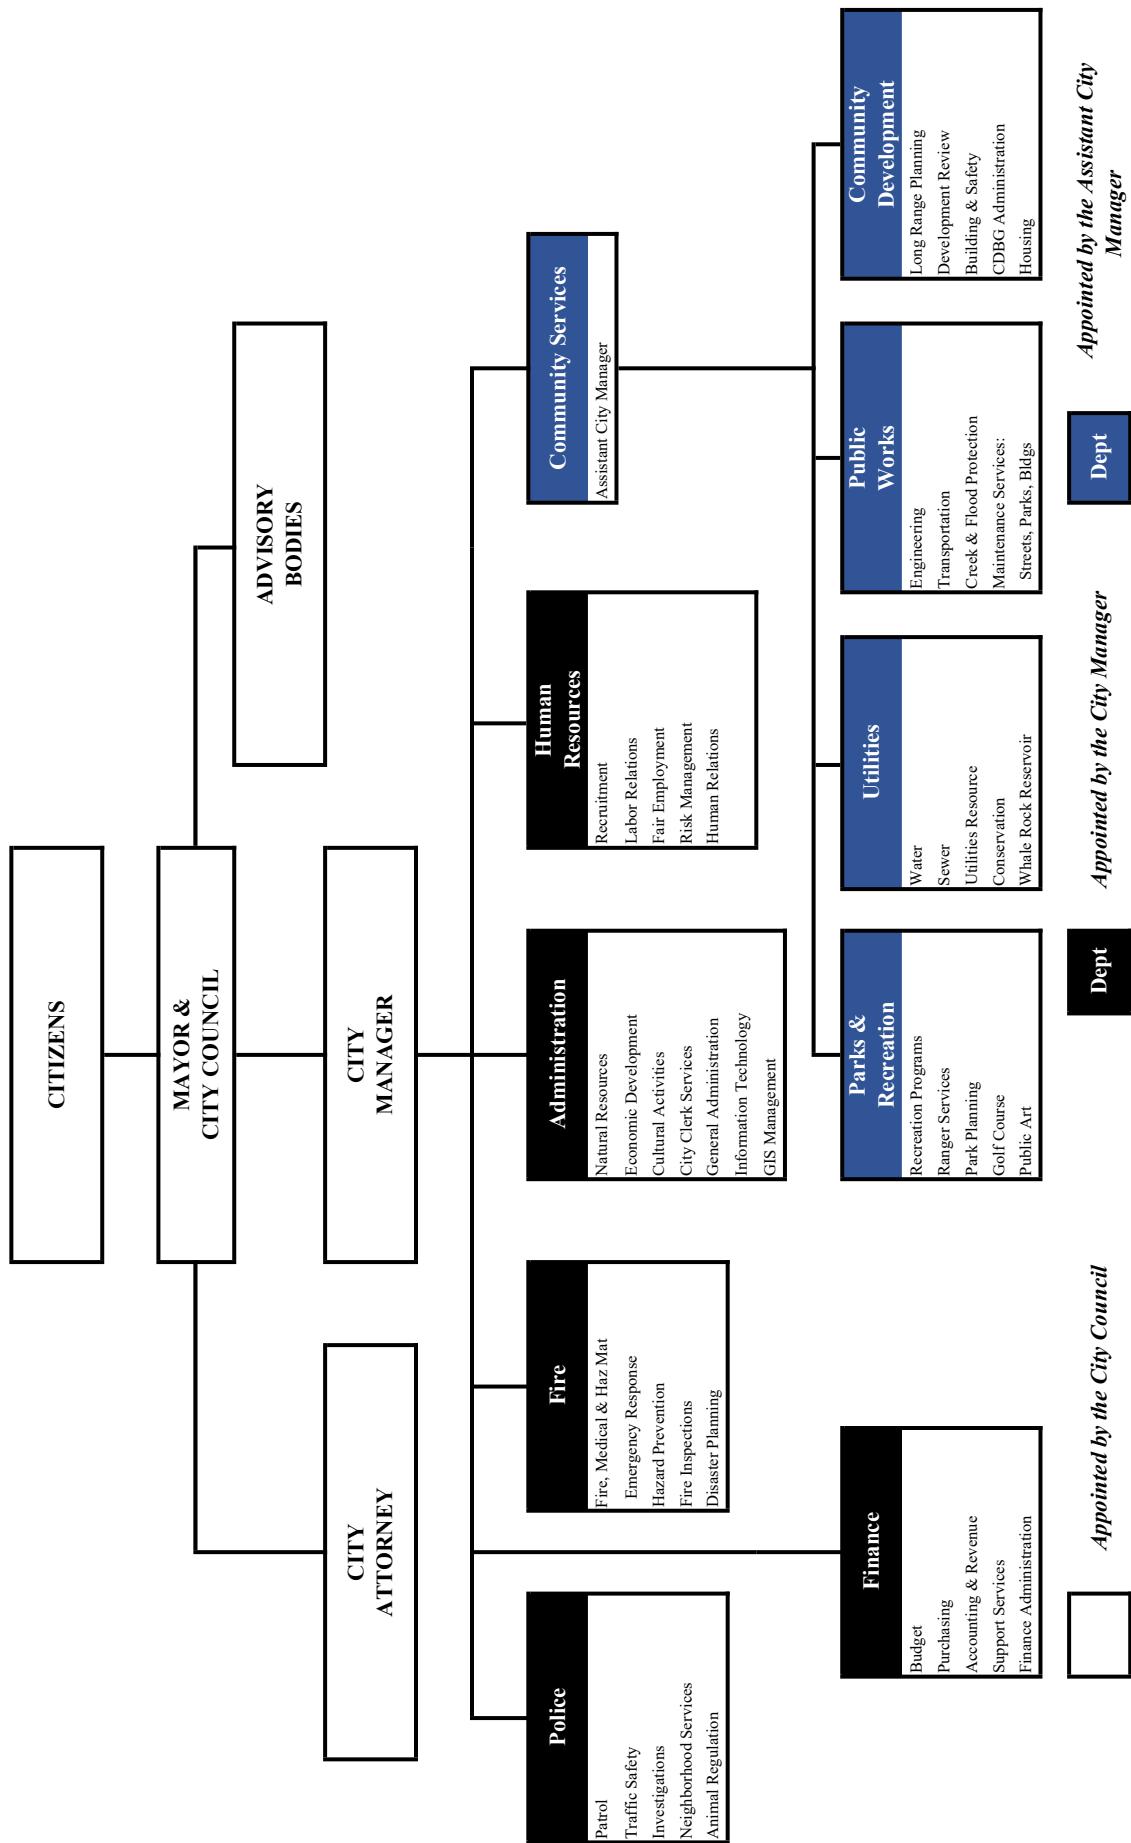 CITIZENS
MAYOR &
CITY COUNCIL
ADVISORY
BODIES
CITY
ATTORNEY
CITY
MANAGER
Police
Patrol
Traffic Safety
Investigations
Neighborhood Services
Animal Regulation
Fire
Fire, Medical & Haz Mat
Emergency Response
Hazard Prevention
Fire Inspections
Disaster Planning
Administration
Natural Resources
Economic Development
Cultural Activities
City Clerk Services
General Administration
Information Technology
GIS Management
Human
Resources
Recruitment
Labor Relations
Fair Employment
Risk Management
Human Relations
Community Services
Assistant City Manager
Finance
Budget
Purchasing
Accounting & Revenue
Support Services
Finance Administration
Parks &
Recreation
Recreation Programs
Ranger Services
Park Planning
Golf Course
Public Art
Utilities
Water
Sewer
Utilities Resource
Conservation
Whale Rock Reservoir
Public
Works
Engineering
Transportation
Creek & Flood Protection
Maintenance Services:
Streets, Parks, Bldgs
Community
Development
Long Range Planning
Development Review
Building & Safety
CDBG Administration
Housing
Appointed by the City Council
Dept
Appointed by the City Manager
Dept
Appointed by the Assistant City
Manager